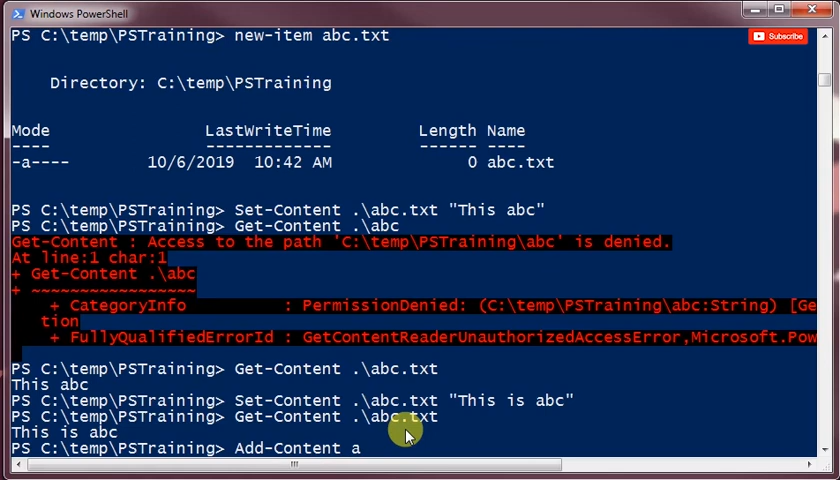 Windows PowerShell
PS C:\temp\PSTraining> new-item abc.txt
Subscribe
Directory: C:\temp\PSTraining
Mode LastWriteTime Length Name
---- ------------- ------ ----
-a---- 10/6/2019 10:42 AM 0 abc.txt
PS C:\temp\PSTraining> Set-Content .\abc.txt "This abc"
PS C:\temp\PSTraining> Get-Content .\abc
Get-Content : Access to the path 'C:\temp\PSTraining\abc' is denied.
At line:1 char:1
+ Get-Content .\abc
+ ~~~~~~~~~~~~~~~~~
+ CategoryInfo : PermissionDenied: (C:\temp\PSTraining\abc:String) [Ge
tion
+ FullyQualifiedErrorId : GetContentReaderUnauthorizedAccessError,Microsoft.Pow
PS C:\temp\PSTraining> Get-Content .\abc.txt
This abc
PS C:\temp\PSTraining> Set-Content .\abc.txt "This is abc"
PS C:\temp\PSTraining> Get-Content .\abc.txt
This is abc
PS C:\temp\PSTraining> Add-Content a